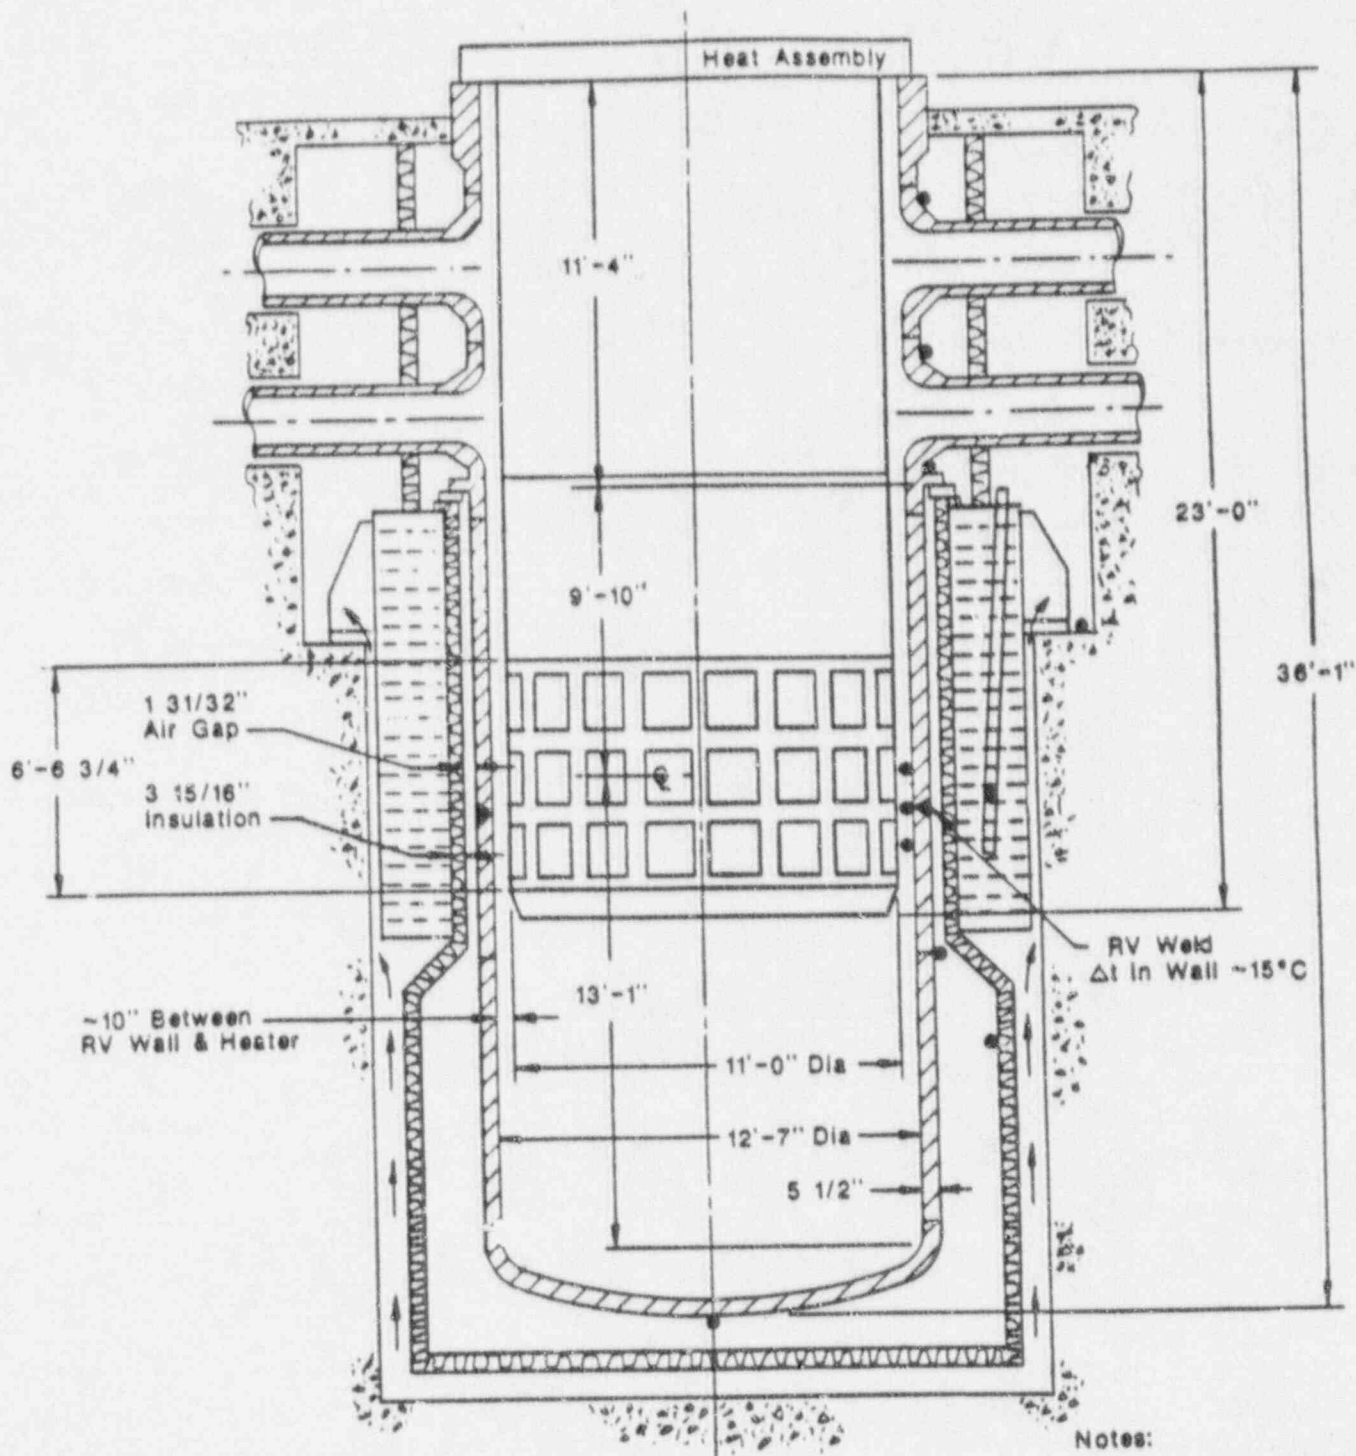 Heat Assembly
11'-4"
23'-0"
9'-10"
36'-1"
1 31/32"
Air Gap
6'-6 3/4"
3 15/16"
Insulation
RV Weld
Δt in Wall ~15°C
13'-1"
~10" Between
RV Wall & Heater
11'-0" Dia
12'-7" Dia
5 1/2"
Notes: